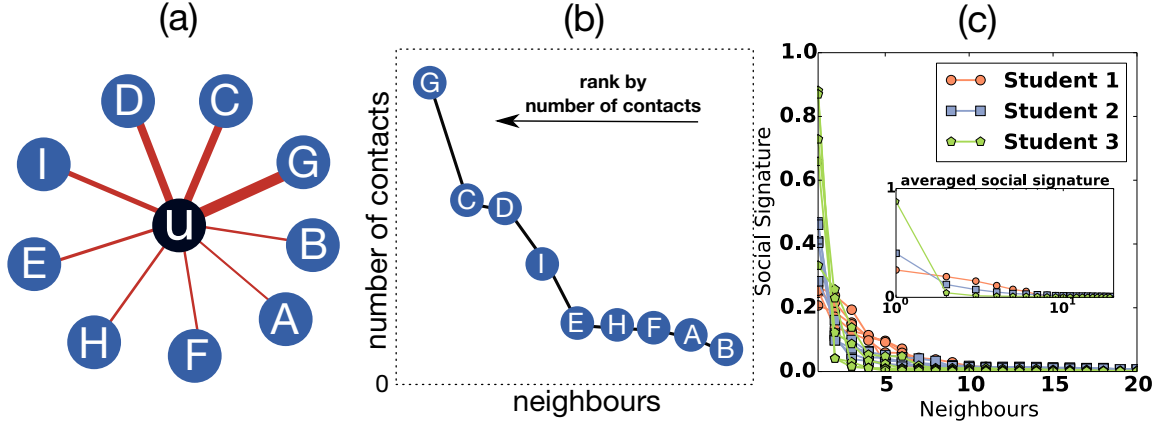 (a)
D
C
I
G
u
E
B
H
A
F
(b)
number of contacts
0
G
rank by
number of contacts
C
D
I
E
H
F
A
B
neighbours
(c)
Social Signature
1.0
0.8
0.6
0.4
0.2
0.0
Student 1
Student 2
Student 3
averaged social signature
1
0
10^0
10^1
5
10
15
20
Neighbours